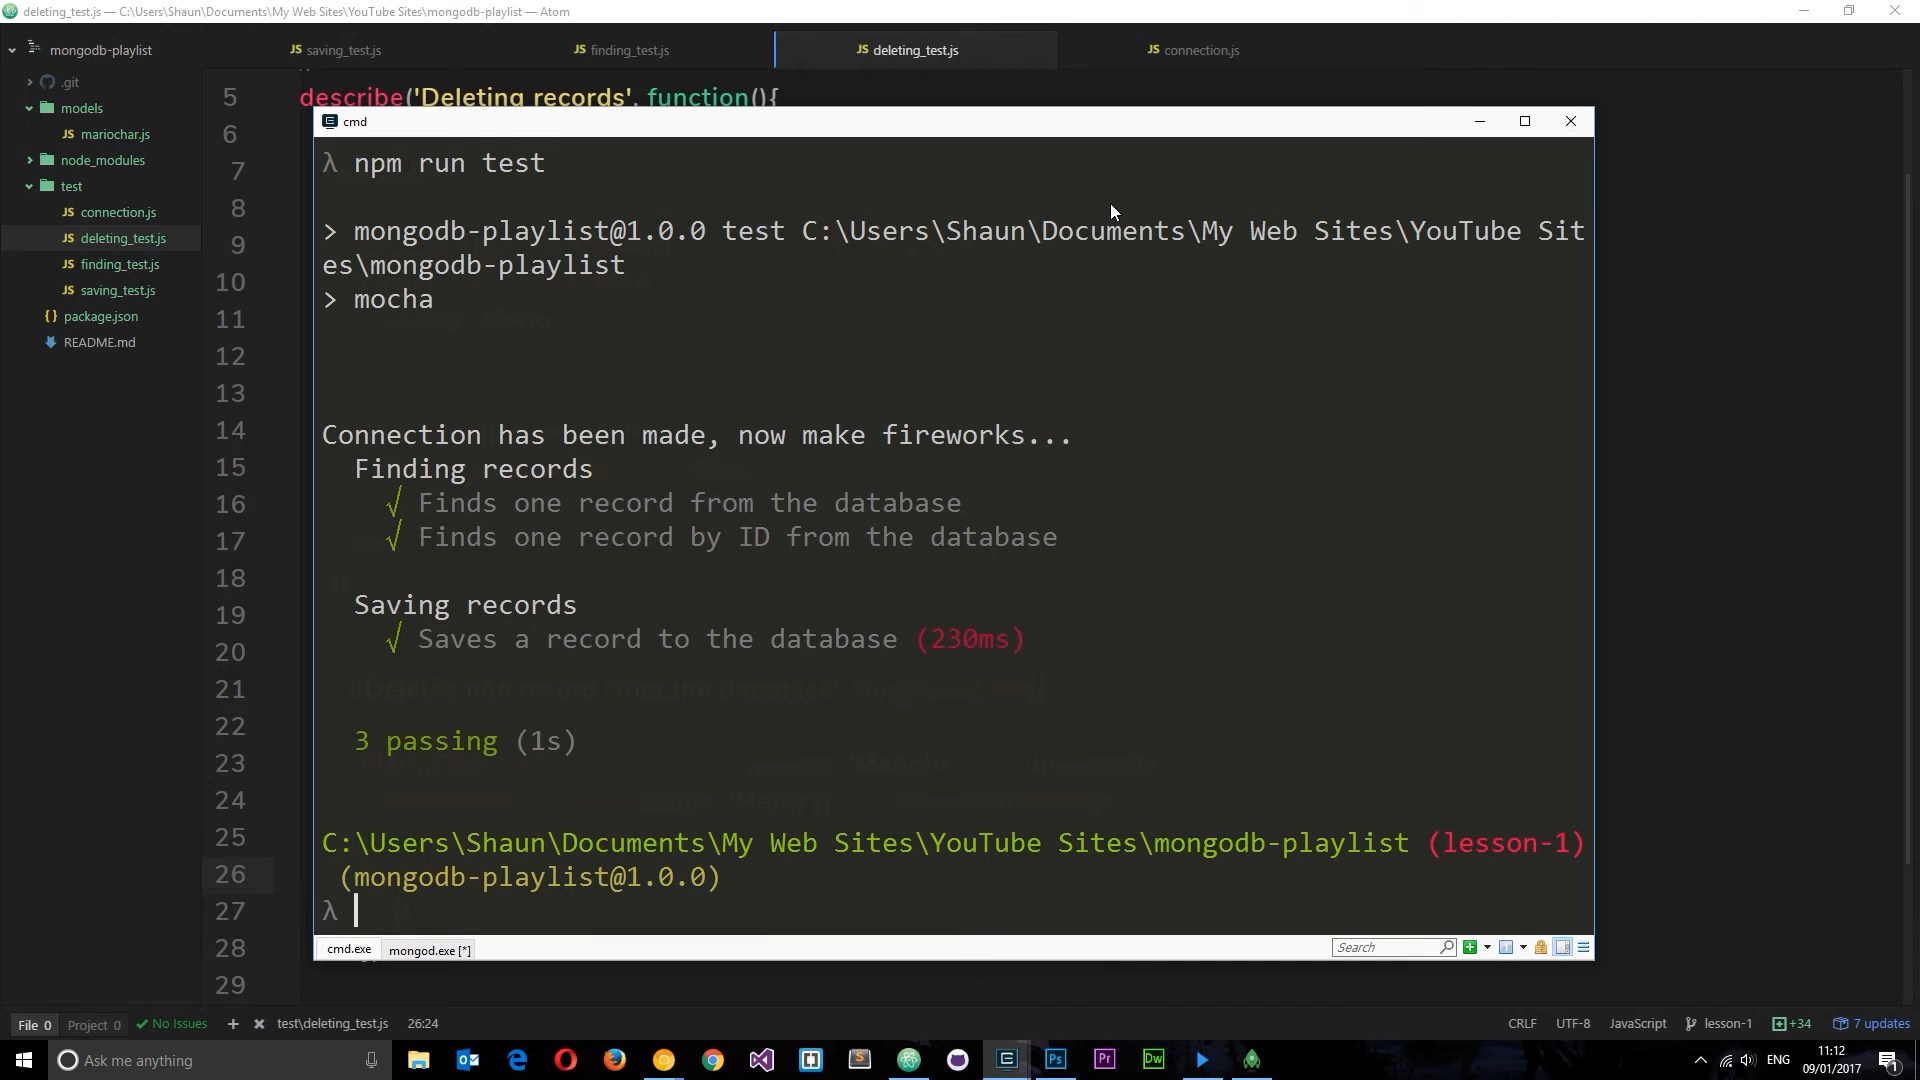 deleting_test.js — C:\Users\Shaun\Documents\My Web Sites\YouTube Sites\mongodb-playlist — Atom
mongodb-playlist
saving_test.js
finding_test.js
deleting_test.js
connection.js
.git
models
mariochar.js
node_modules
test
connection.js
deleting_test.js
finding_test.js
saving_test.js
package.json
README.md
5 describe('Deleting records', function(){
6
7
8
9
10
11
12
13
14
15
16
17
18
19
20
21
22
23
24
25
26
27
28
29
cmd
λ npm run test
> mongodb-playlist@1.0.0 test C:\Users\Shaun\Documents\My Web Sites\YouTube Sit
es\mongodb-playlist
> mocha
Connection has been made, now make fireworks...
Finding records
√ Finds one record from the database
√ Finds one record by ID from the database
Saving records
√ Saves a record to the database (230ms)
3 passing (1s)
C:\Users\Shaun\Documents\My Web Sites\YouTube Sites\mongodb-playlist (lesson-1)
(mongodb-playlist@1.0.0)
λ
cmd.exe
mongod.exe [*]
Search
File 0
Project 0
No Issues
test\deleting_test.js
26:24
CRLF
UTF-8
JavaScript
lesson-1
+34
7 updates
Ask me anything
ENG
11:12
09/01/2017